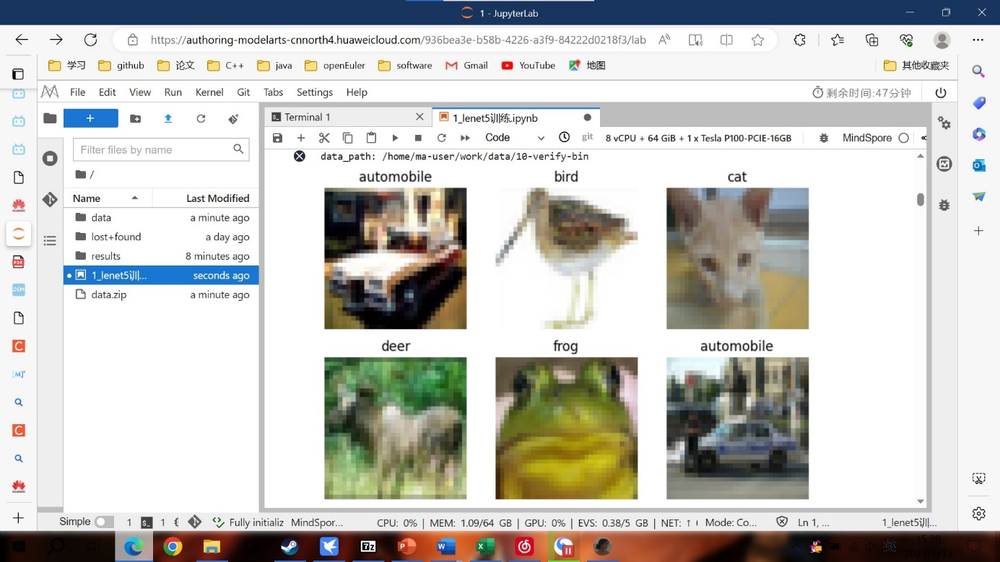 1 - JupyterLab
https://authoring-modelarts-cnnorth4.huaweicloud.com/936bea3e-b58b-4226-a3f9-84222d0218f3/lab
学习 github 论文 C++ java openEuler software Gmail YouTube 地图 其他收藏夹
File Edit View Run Kernel Git Tabs Settings Help 剩余时间:47分钟
Terminal 1 1_lenet5训练.ipynb
Code git 8 vCPU + 64 GiB + 1 x Tesla P100-PCIE-16GB MindSpore
Filter files by name
/
Name Last Modified
data a minute ago
lost+found a day ago
results 8 minutes ago
1_lenet5训... seconds ago
data.zip a minute ago
data_path: /home/ma-user/work/data/10-verify-bin
automobile bird cat
deer frog automobile
Simple 1 1 Fully initializ MindSpor... CPU: 0% | MEM: 1.09/64 GB | GPU: 0% | EVS: 0.38/5 GB | NET: ↑ Mode: Co... Ln 1, ... 1_lenet5训...